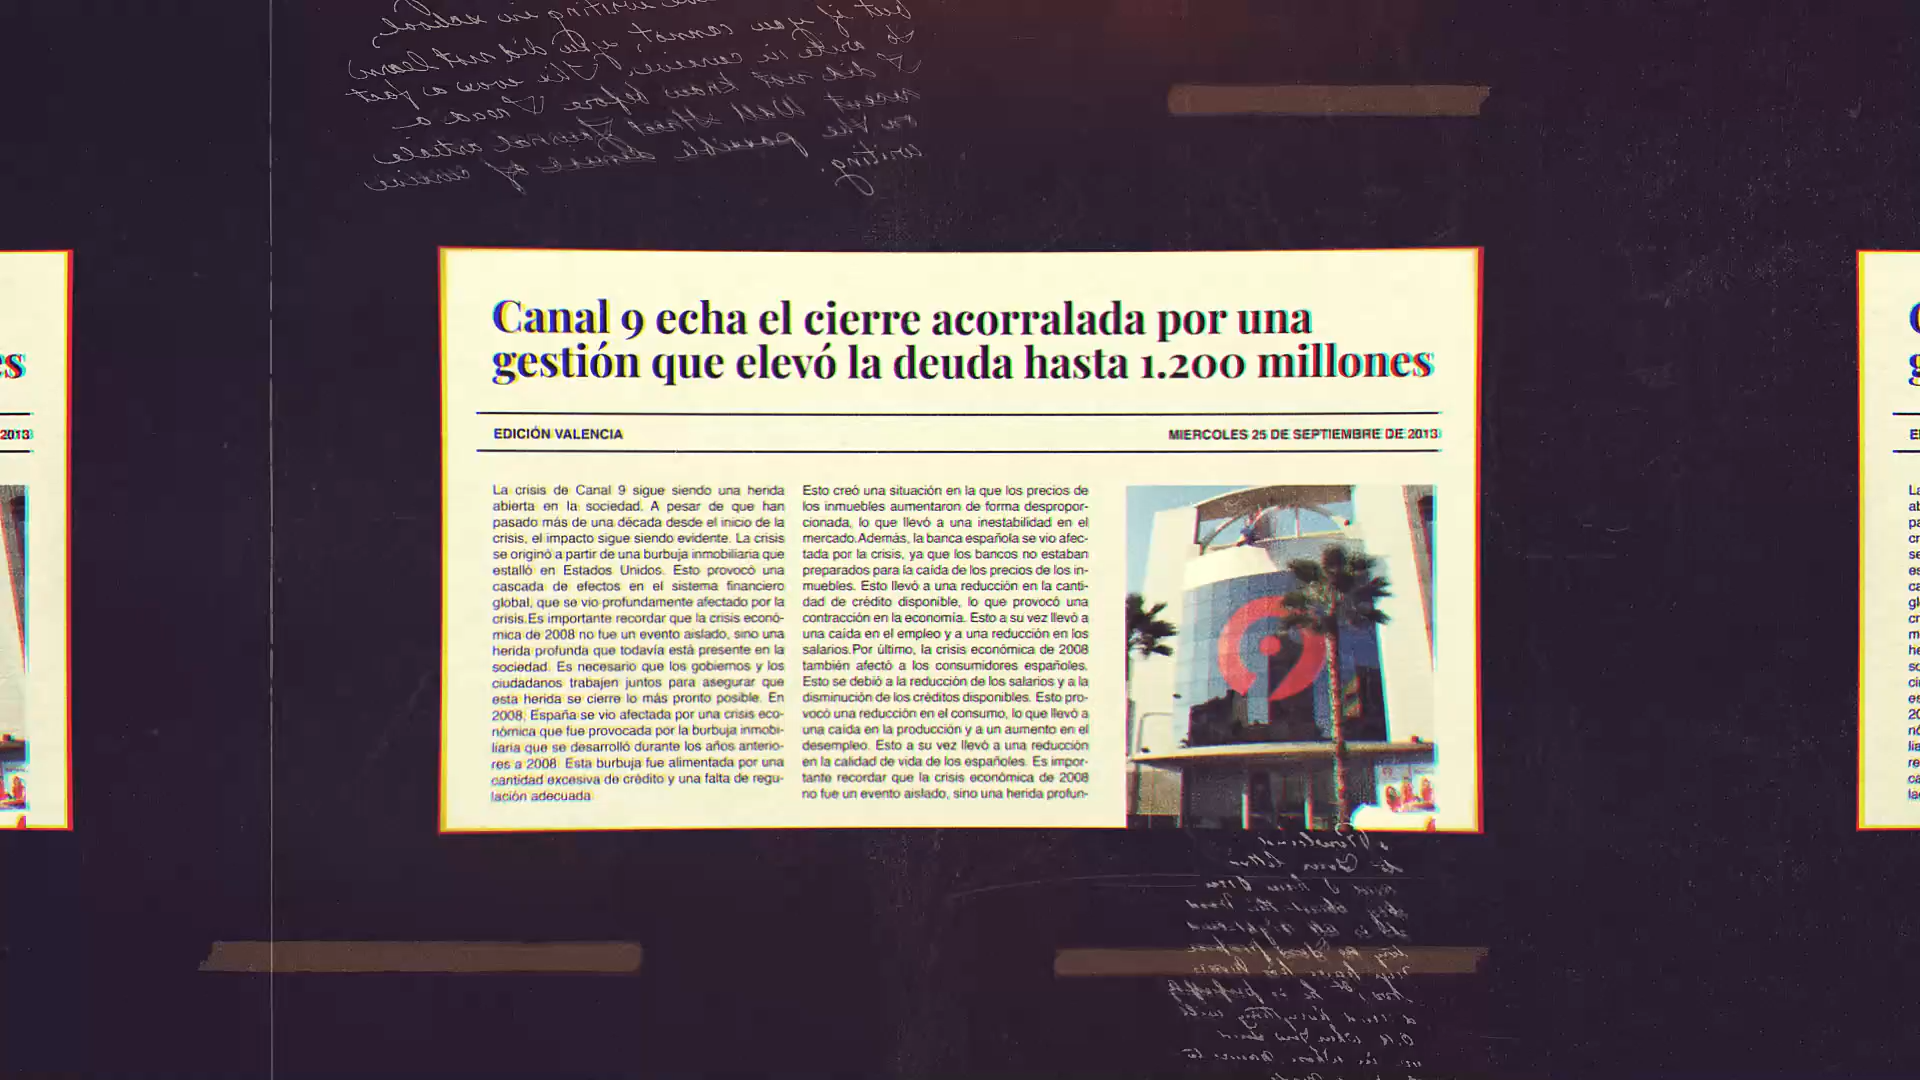 Canal 9 echa el cierre acorralada por una
gestión que elevó la deuda hasta 1.200 millones
EDICIÓN VALENCIA
MIERCOLES 25 DE SEPTIEMBRE DE 2013
La crisis de Canal 9 sigue siendo una herida
abierta en la sociedad. A pesar de que han
pasado más de una década desde el inicio de la
crisis, el impacto sigue siendo evidente. La crisis
se originó a partir de una burbuja inmobiliaria que
estalló en Estados Unidos. Esto provocó una
cascada de efectos en el sistema financiero
global, que se vio profundamente afectado por la
crisis.Es importante recordar que la crisis econó-
mica de 2008 no fue un evento aislado, sino una
herida profunda que todavía está presente en la
sociedad. Es necesario que los gobiernos y los
ciudadanos trabajen juntos para asegurar que
esta herida se cierre lo más pronto posible. En
2008, España se vio afectada por una crisis eco-
nómica que fue provocada por la burbuja inmobi-
liaria que se desarrolló durante los años anterio-
res a 2008. Esta burbuja fue alimentada por una
cantidad excesiva de crédito y una falta de regu-
lación adecuada.
Esto creó una situación en la que los precios de
los inmuebles aumentaron de forma despropor-
cionada, lo que llevó a una inestabilidad en el
mercado.Además, la banca española se vio afec-
tada por la crisis, ya que los bancos no estaban
preparados para la caída de los precios de los in-
muebles. Esto llevó a una reducción en la canti-
dad de crédito disponible, lo que provocó una
contracción en la economía. Esto a su vez llevó a
una caída en el empleo y a una reducción en los
salarios.Por último, la crisis económica de 2008
también afectó a los consumidores españoles.
Esto se debió a la reducción de los salarios y a la
disminución de los créditos disponibles. Esto pro-
vocó una reducción en el consumo, lo que llevó a
una caída en la producción y a un aumento en el
desempleo. Esto a su vez llevó a una reducción
en la calidad de vida de los españoles. Es impor-
tante recordar que la crisis económica de 2008
no fue un evento aislado, sino una herida profun-